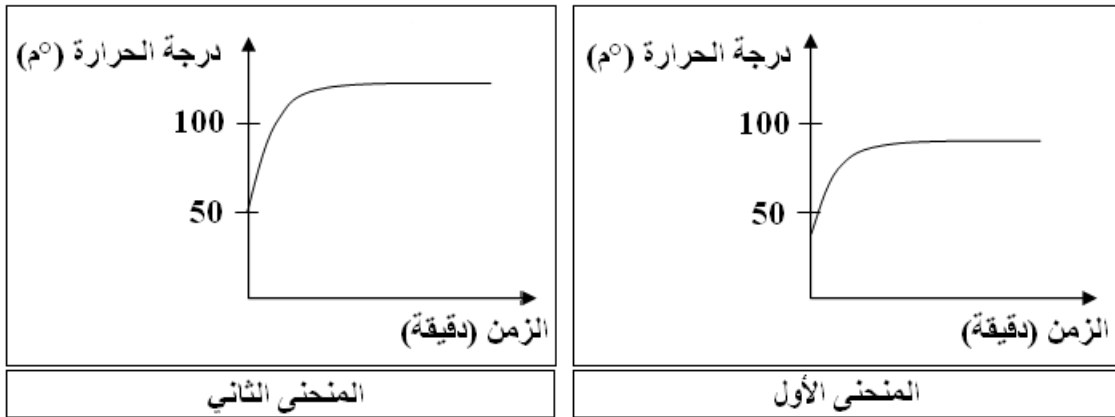 درجة الحرارة (°م)
100
50
الزمن (دقيقة)
المنحنى الأول
درجة الحرارة (°م)
100
50
الزمن (دقيقة)
المنحنى الثاني